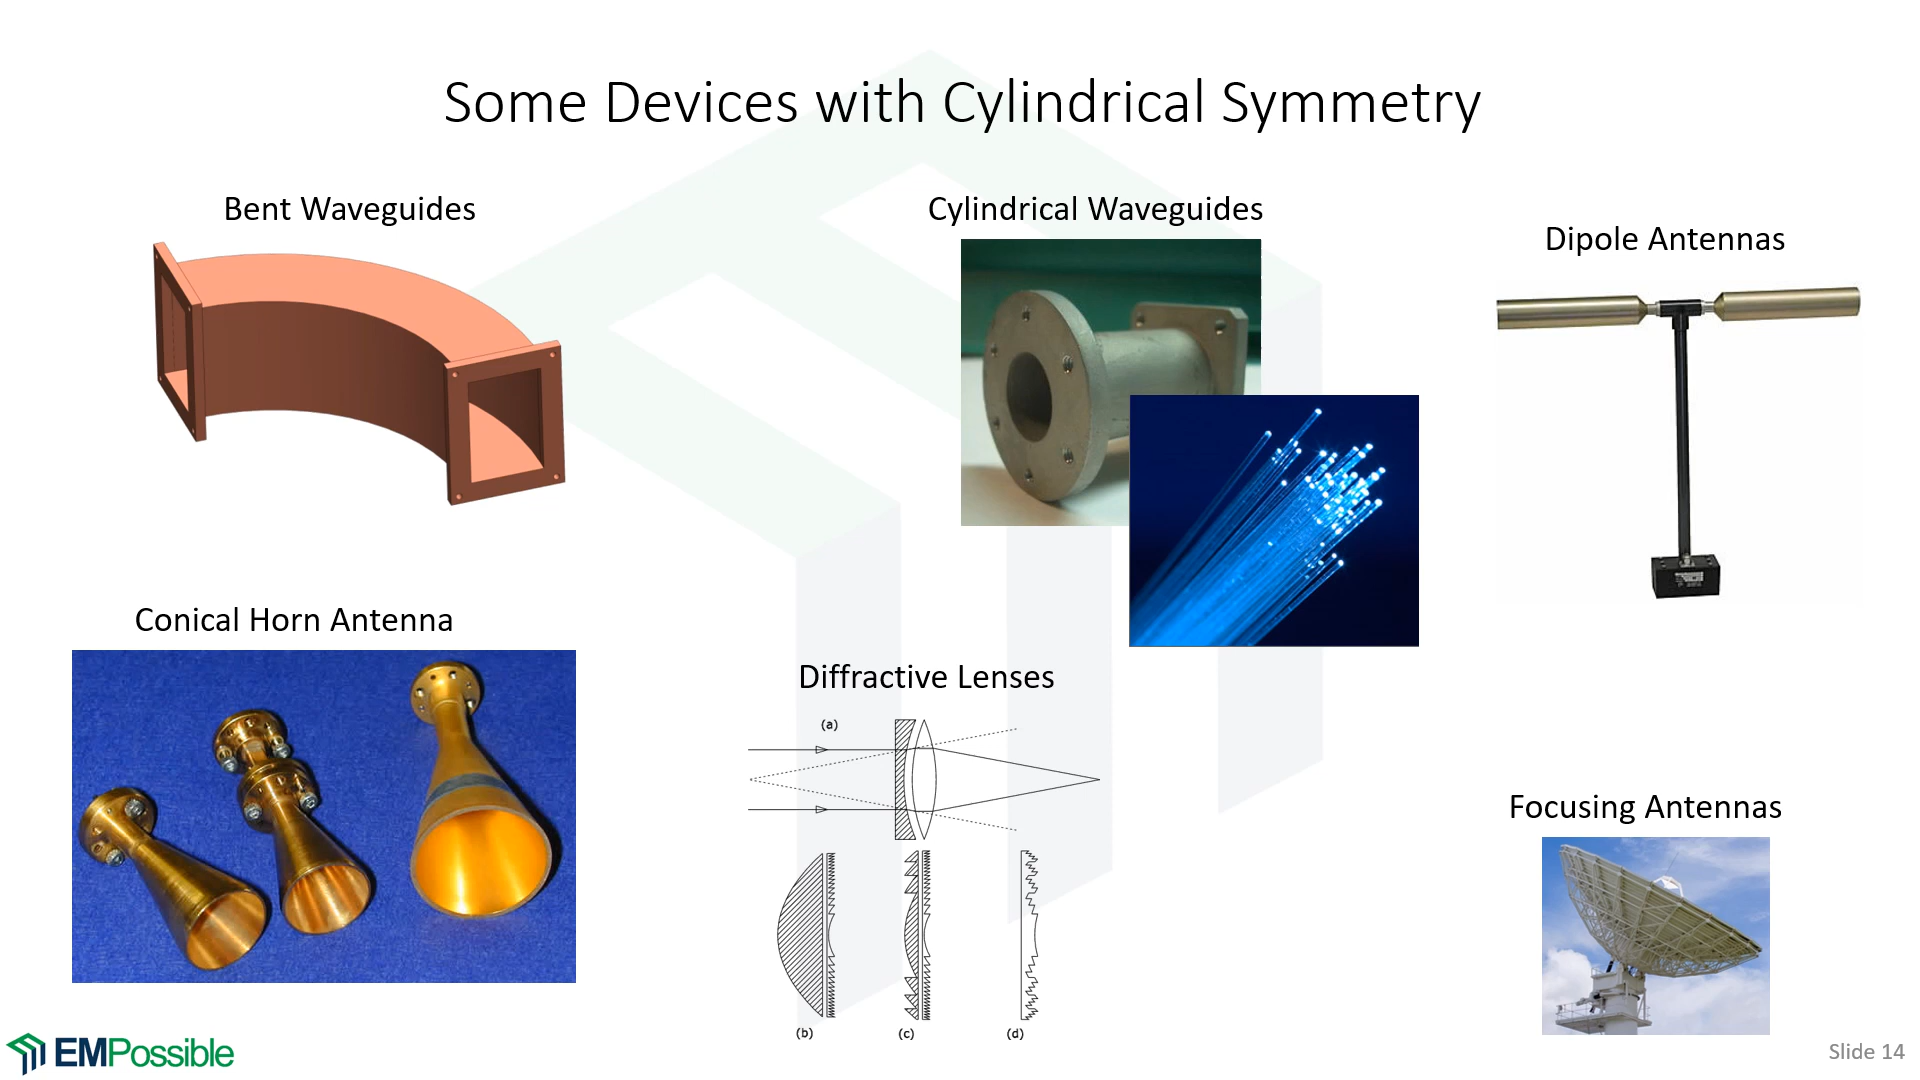 Some Devices with Cylindrical Symmetry
Bent Waveguides
Cylindrical Waveguides
Dipole Antennas
Conical Horn Antenna
Diffractive Lenses
(a)
(b)
(c)
(d)
Focusing Antennas
EMPossible
Slide 14